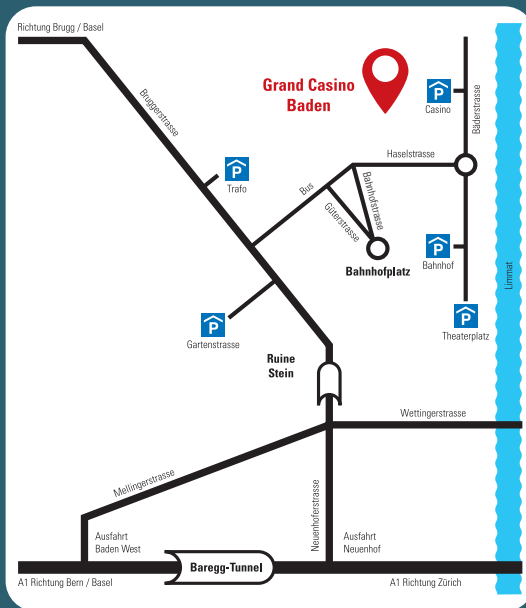 Richtung Brugg / Basel
Bruggerstrasse
Grand Casino
Baden
P
Casino
Bäderstrasse
P
Trafo
Haselstrasse
Bus
Bahnhofstrasse
Güterstrasse
Bahnhofplatz
P
Bahnhof
Limmat
P
Gartenstrasse
P
Theaterplatz
Ruine
Stein
Wettingerstrasse
Mellingerstrasse
Neuenhoferstrasse
Ausfahrt
Baden West
Ausfahrt
Neuenhof
Baregg-Tunnel
A1 Richtung Bern / Basel
A1 Richtung Zürich